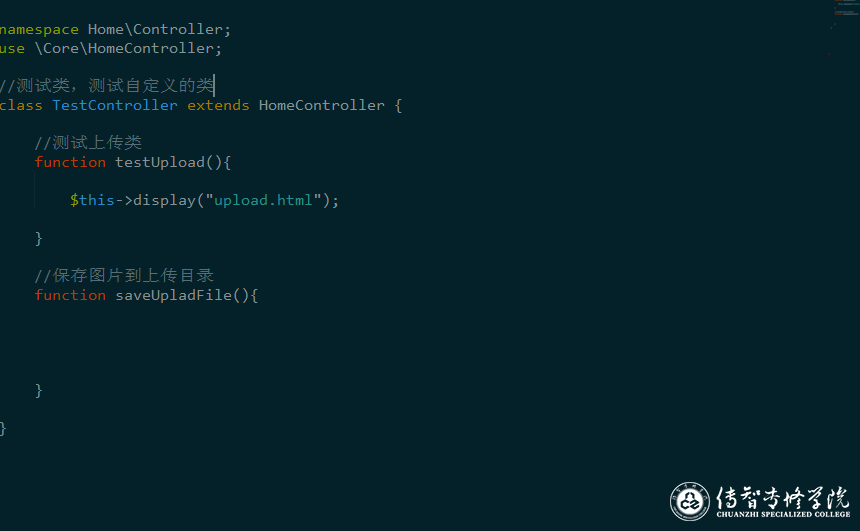 namespace Home\Controller;
use \Core\HomeController;
//测试类，测试自定义的类
class TestController extends HomeController {
//测试上传类
function testUpload(){
$this->display("upload.html");
}
//保存图片到上传目录
function saveUpladFile(){
}
}
传智专修学院
CHUANZHI SPECIALIZED COLLEGE